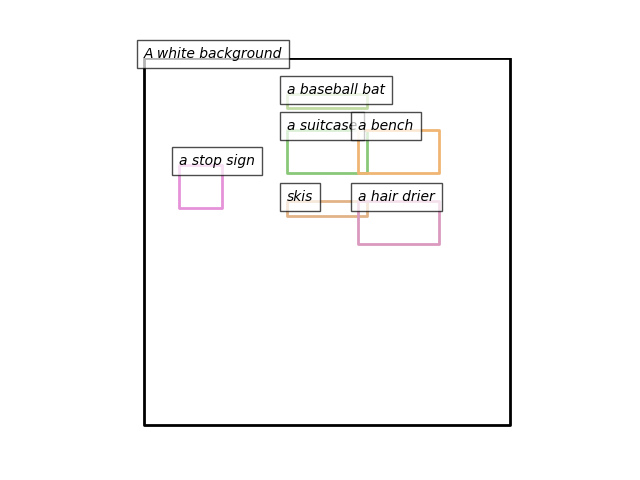 A white background
a baseball bat
a suitcase
a bench
a stop sign
skis
a hair drier